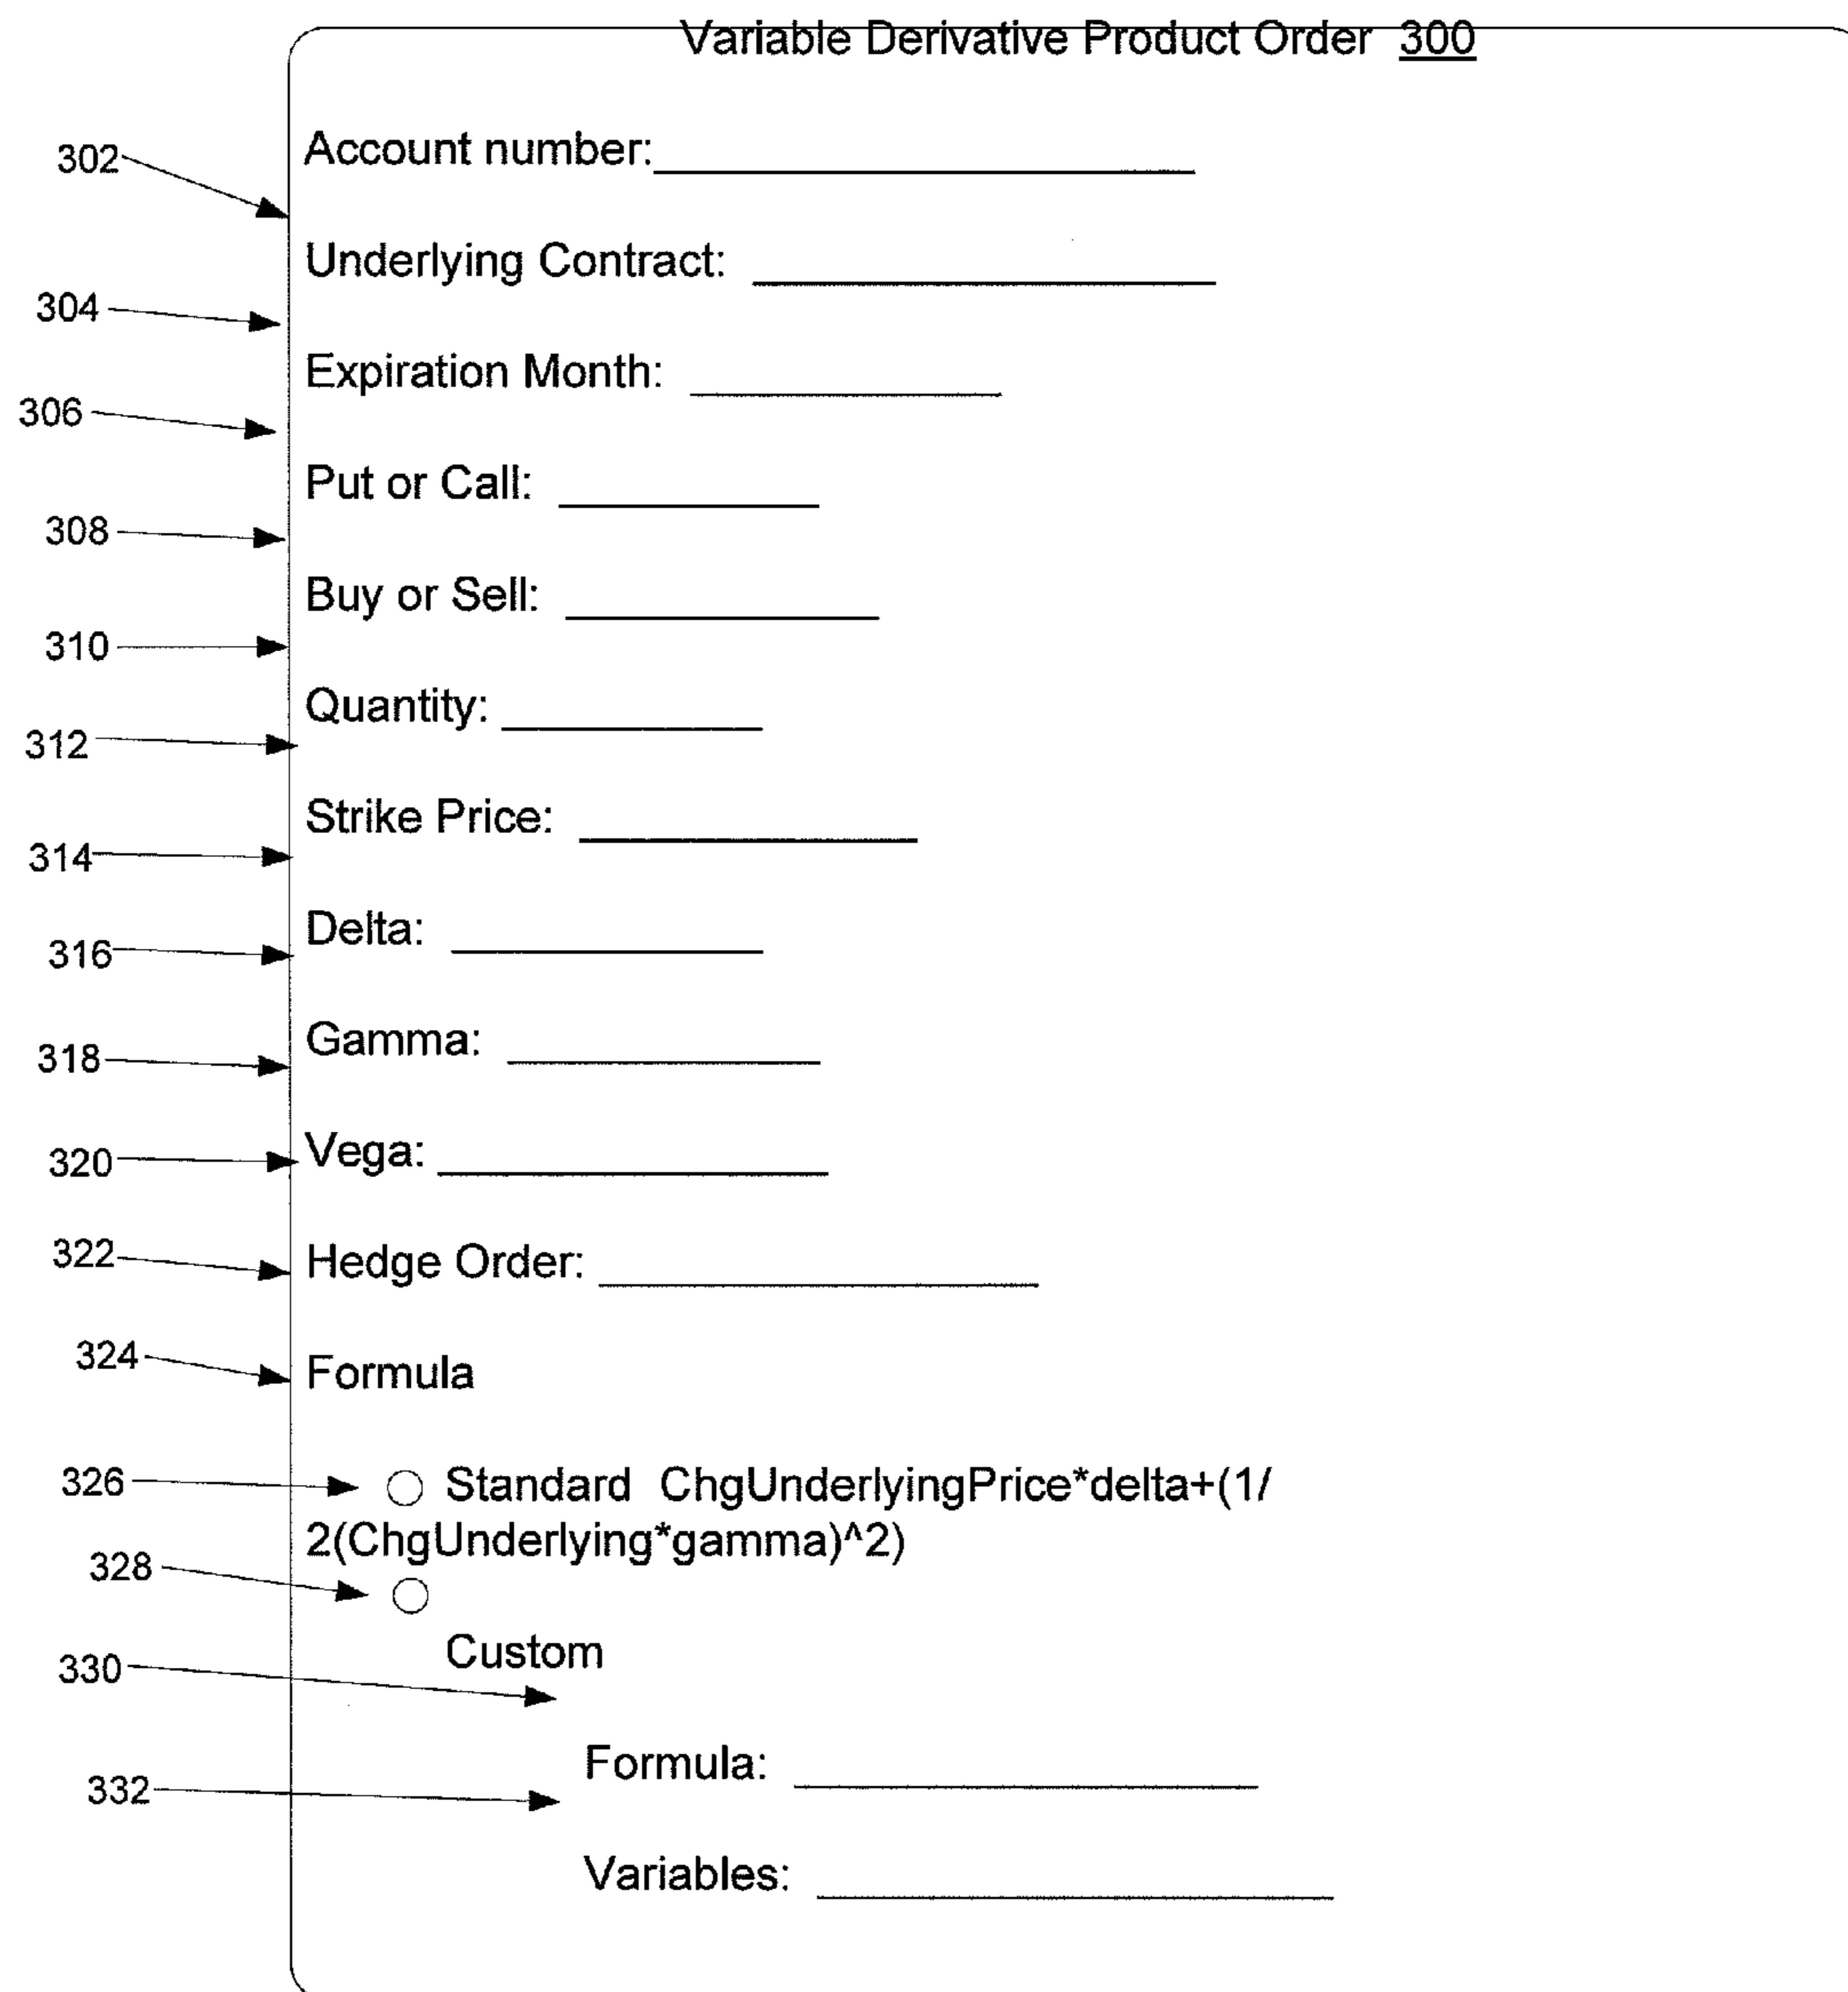 Variable Derivative Product Order 300
302
Account number:
Underlying Contract:
304
Expiration Month:
306
Put or Call:
308
Buy or Sell:
310
Quantity:
312
Strike Price:
314
Delta:
316
Gamma:
318
Vega:
320
Hedge Order:
322
Formula
324
326
Standard ChgUnderlyingPrice*delta+(1/
2(ChgUnderlying*gamma)^2)
328
Custom
330
Formula:
332
Variables: